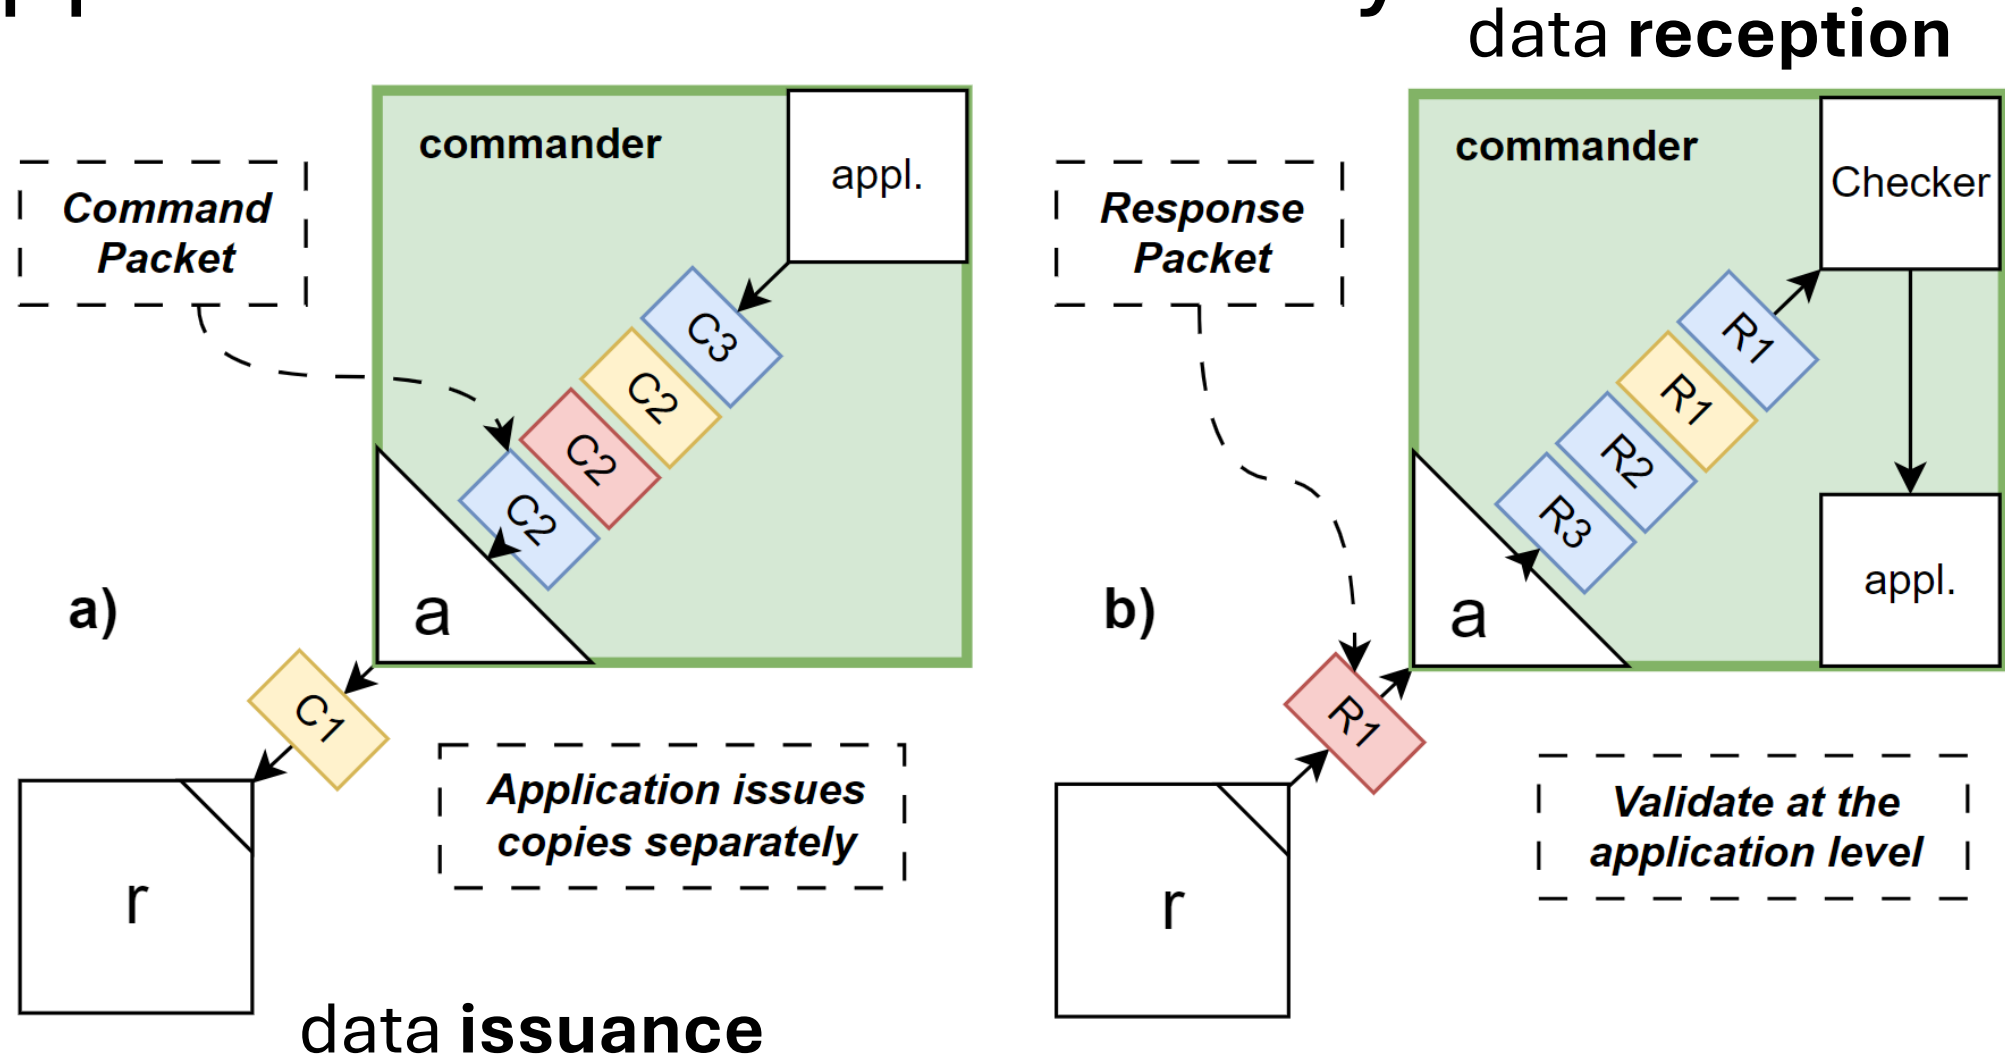 data reception
commander
appl.
Command
Packet
C3
C2
C2
C2
a)
a
C1
Application issues
copies separately
r
data issuance
commander
Checker
Response
Packet
R1
R1
R2
R3
appl.
b)
a
R1
Validate at the
application level
r